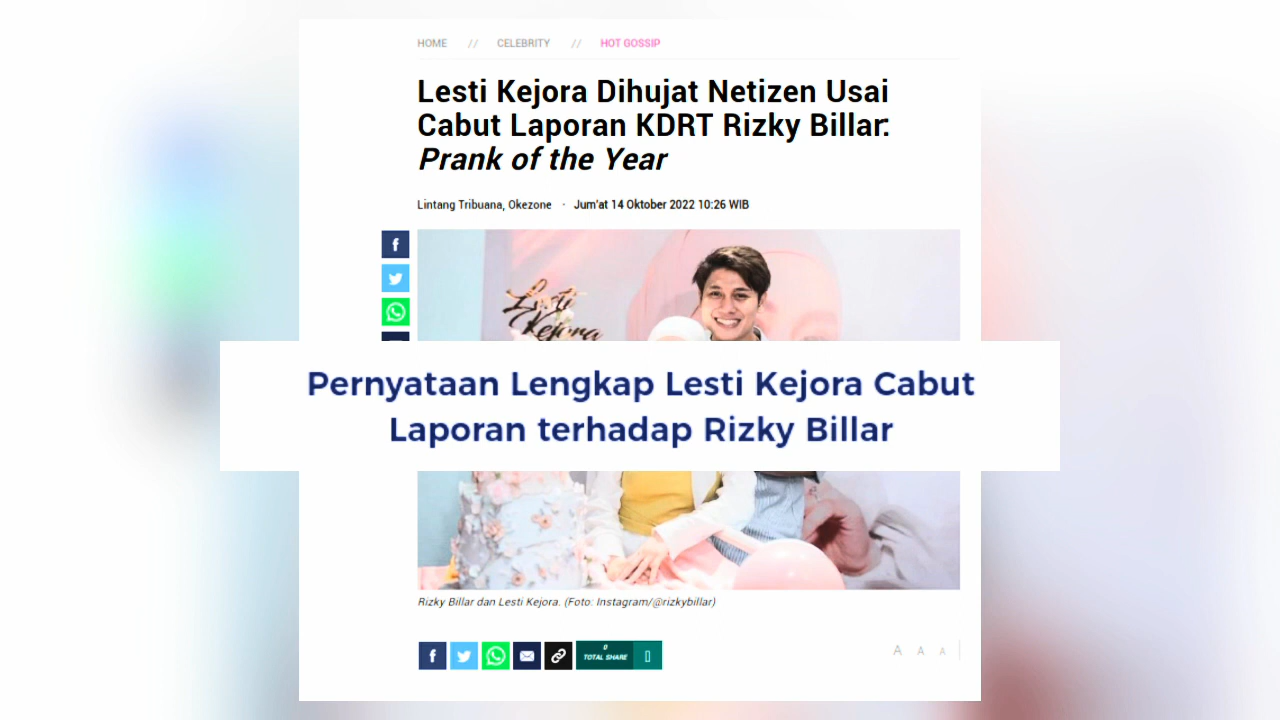 HOME // CELEBRITY // HOT GOSSIP
Lesti Kejora Dihujat Netizen Usai
Cabut Laporan KDRT Rizky Billar:
Prank of the Year
Lintang Tribuana, Okezone · Jum'at 14 Oktober 2022 10:26 WIB
Lesti
Kejora
Pernyataan Lengkap Lesti Kejora Cabut
Laporan terhadap Rizky Billar
Rizky Billar dan Lesti Kejora. (Foto: Instagram/@rizkybillar)
0
TOTAL SHARE
A A A